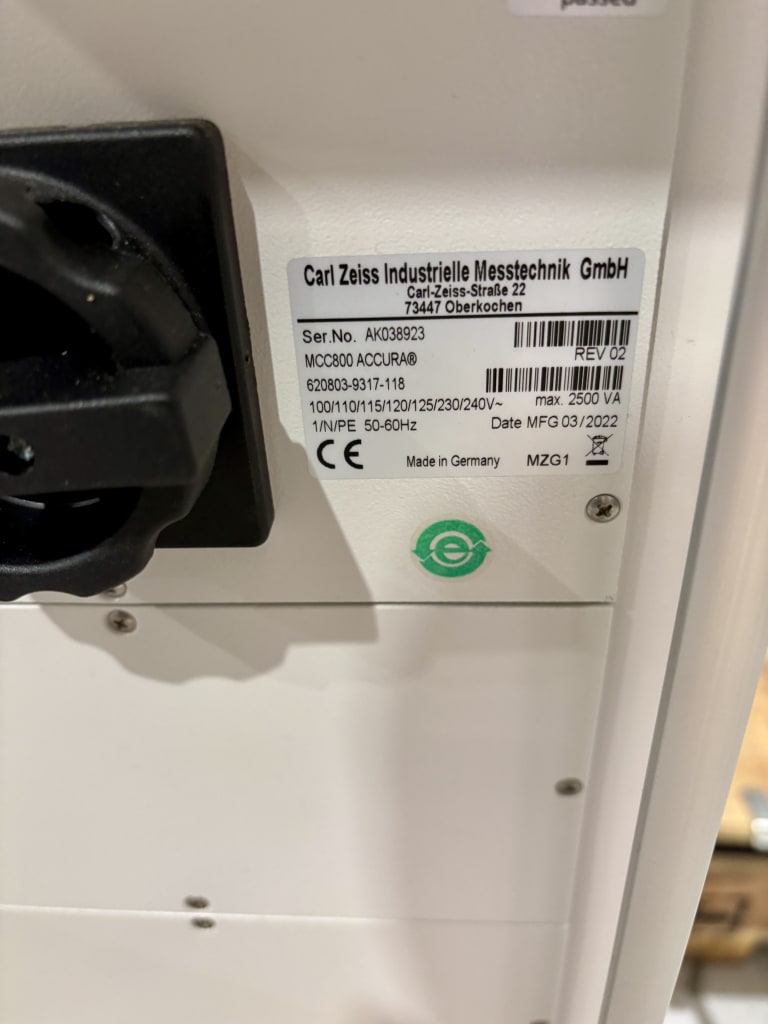 passed
Carl Zeiss Industrielle Messtechnik GmbH
Carl-Zeiss-Straße 22
73447 Oberkochen
Ser.No. AK038923
MCC800 ACCURA®
REV 02
620803-9317-118
100/110/115/120/125/230/240V~ max. 2500 VA
1/N/PE 50-60Hz Date MFG 03/2022
CE Made in Germany MZG1
e